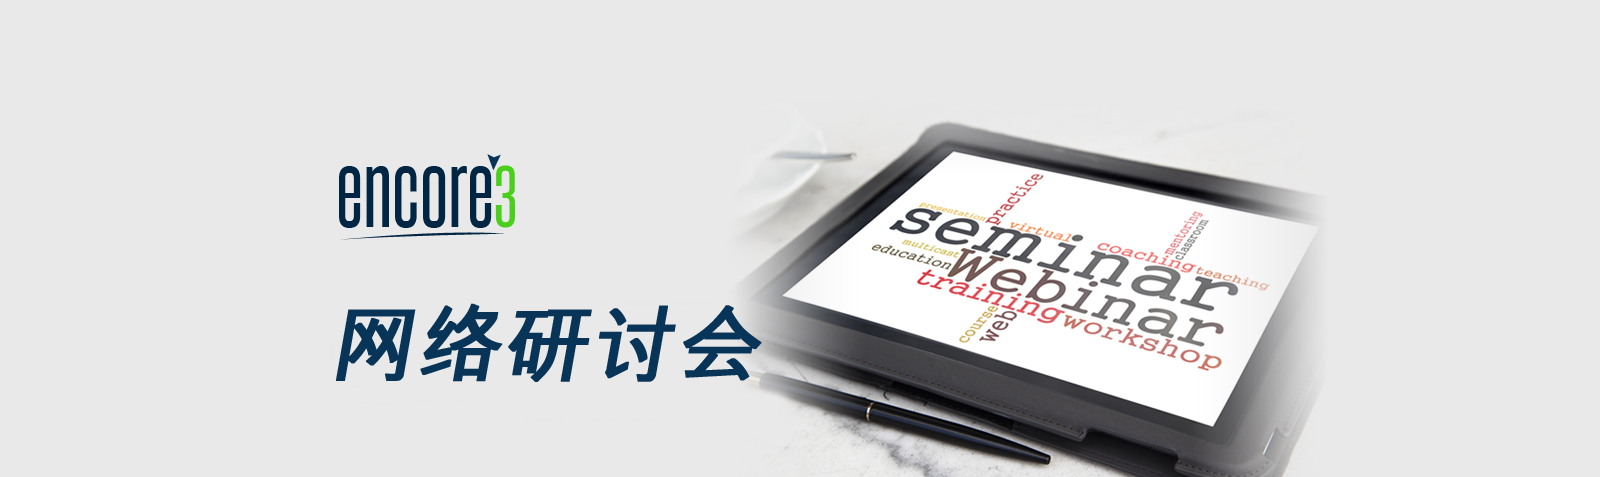 encore3
网络研讨会
practice
presentation
virtual
mentoring
classroom
seminar
multicast
coaching
teaching
education
Webinar
training
workshop
course
web